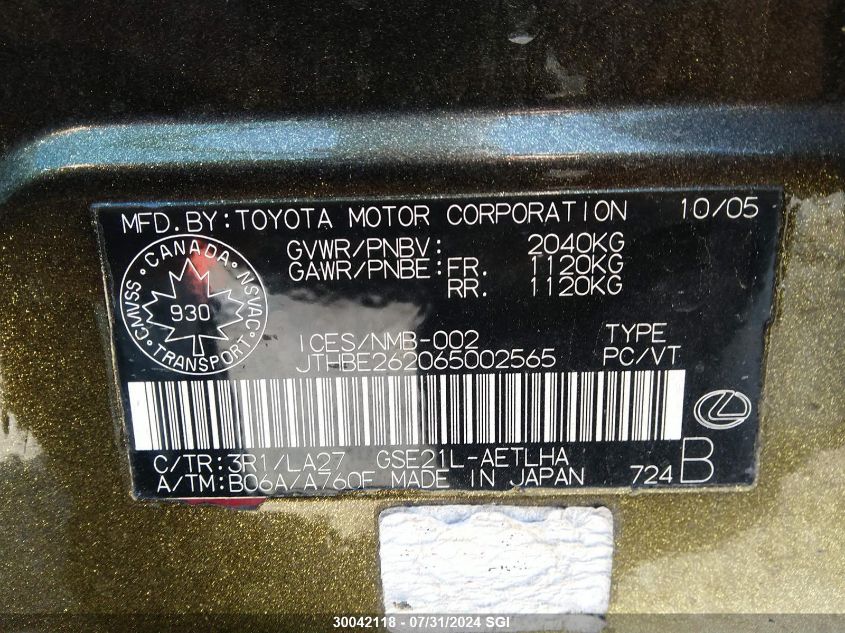 MFD.BY:TOYOTA MOTOR CORPORATION 10/05
GVWR/PNBV: 2040KG
GAWR/PNBE:FR. 1120KG
RR. 1120KG
CANADA · NSVAC · TRANSPORT · CMVSS ·
930
ICES/NMB-002 TYPE
JTHBE262065002565 PC/VT
C/TR:3R1/LA27 GSE21L-AETLHA
A/TM:B06A/A760E MADE IN JAPAN 724 B
30042118 - 07/31/2024 SGI